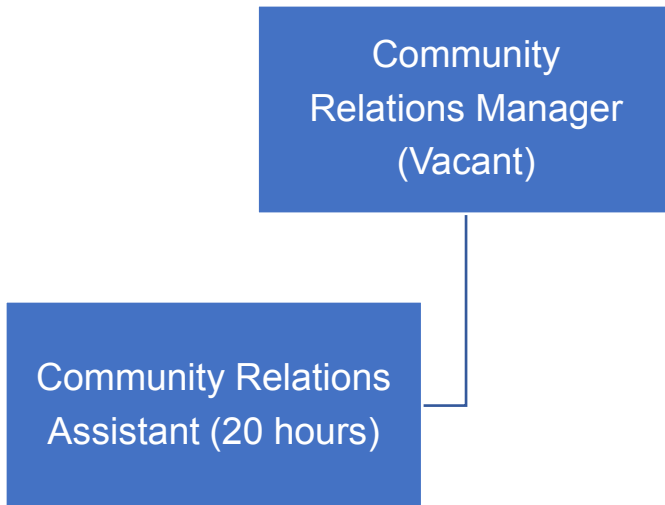 Community
Relations Manager
(Vacant)
Community Relations
Assistant (20 hours)